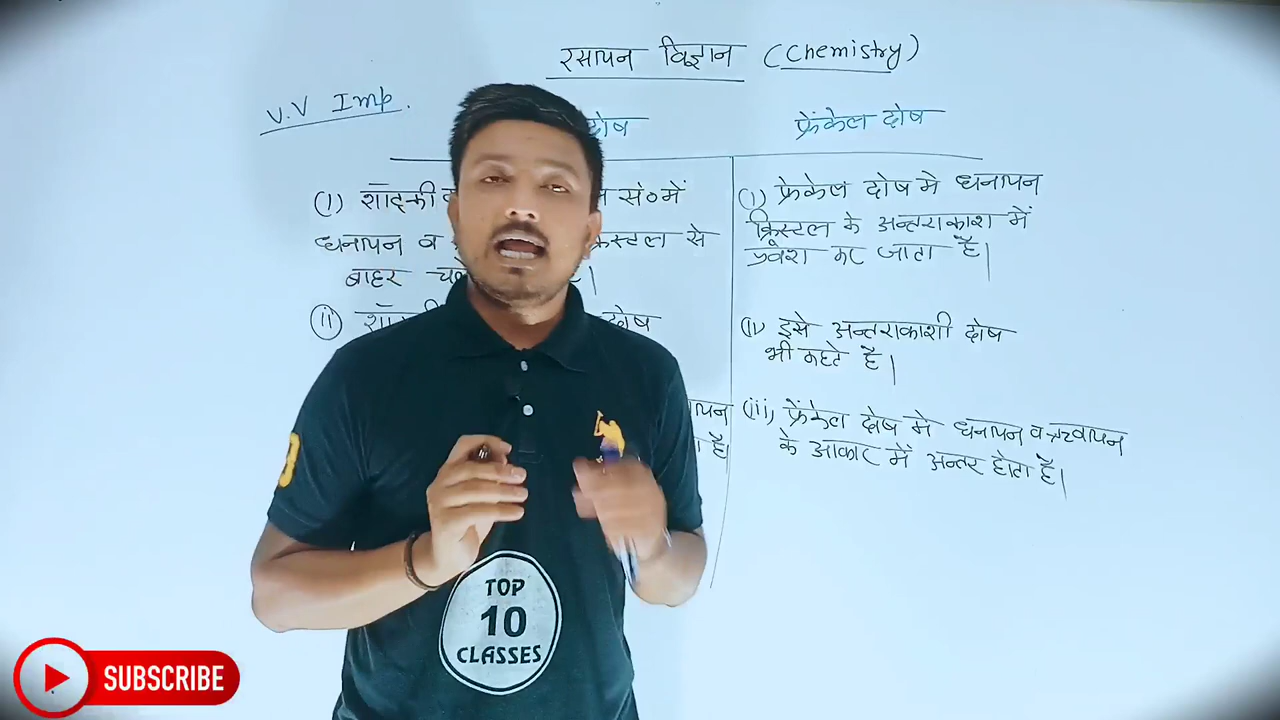 रसायन विज्ञान (Chemistry)
V.V Imp.
दोष
फ्रेंकेल दोष
(i) शॉट्की
सं० में
धनायन व
क्रिस्टल से
बाहर
है।
(ii) शॉट्की
दोष
है।
(i) फ्रेंकेल दोष में धनायन
क्रिस्टल के अन्तराकाश में
प्रवेश कर जाता है।
(ii) इसे अन्तराकाशी दोष
भी कहते हैं।
(iii) फ्रेंकेल दोष में धनायन व ऋणायन
के आकार में अन्तर होता है।
TOP
10
CLASSES
SUBSCRIBE